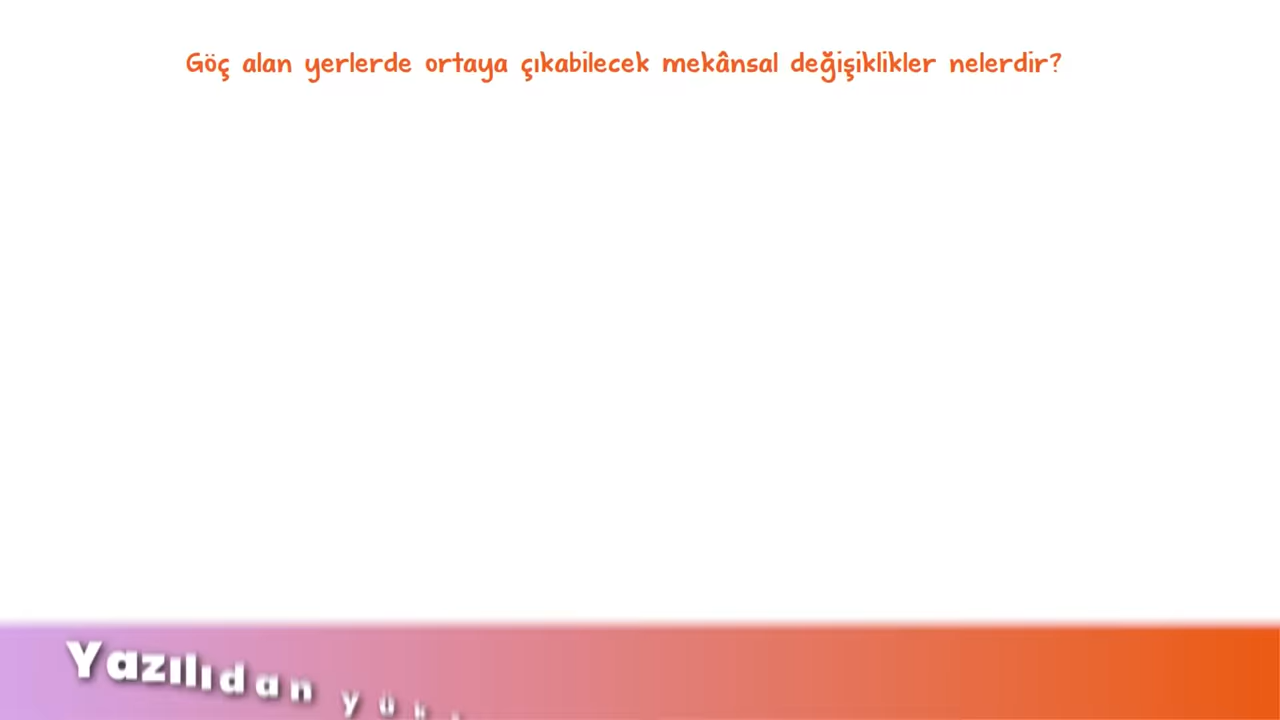 Göç alan yerlerde ortaya çıkabilecek mekânsal değişiklikler nelerdir?
Yazılıdan